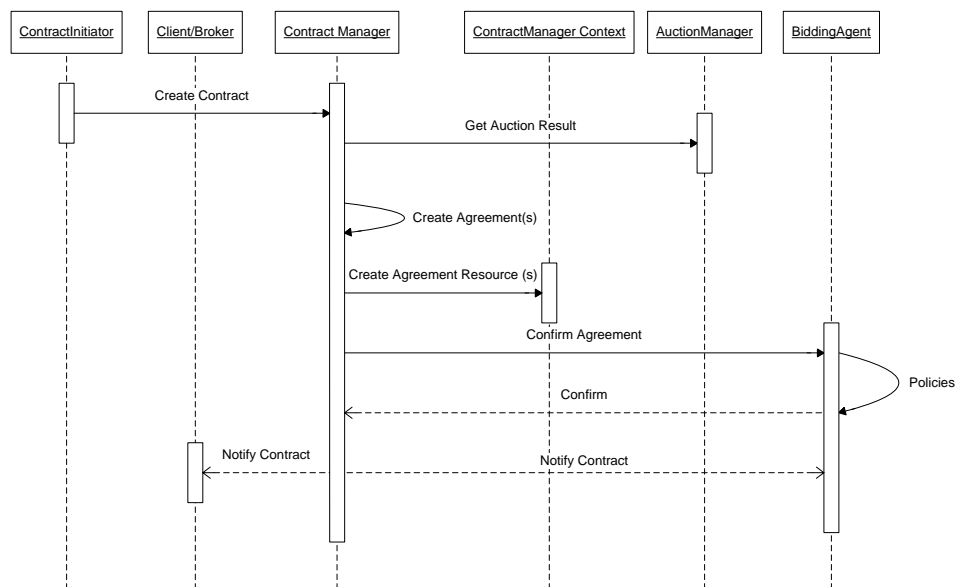 ContractInitiator
Client/Broker
Contract Manager
ContractManager Context
AuctionManager
BiddingAgent
Create Contract
Get Auction Result
Create Agreement(s)
Create Agreement Resource (s)
Confirm Agreement
Policies
Confirm
Notify Contract
Notify Contract